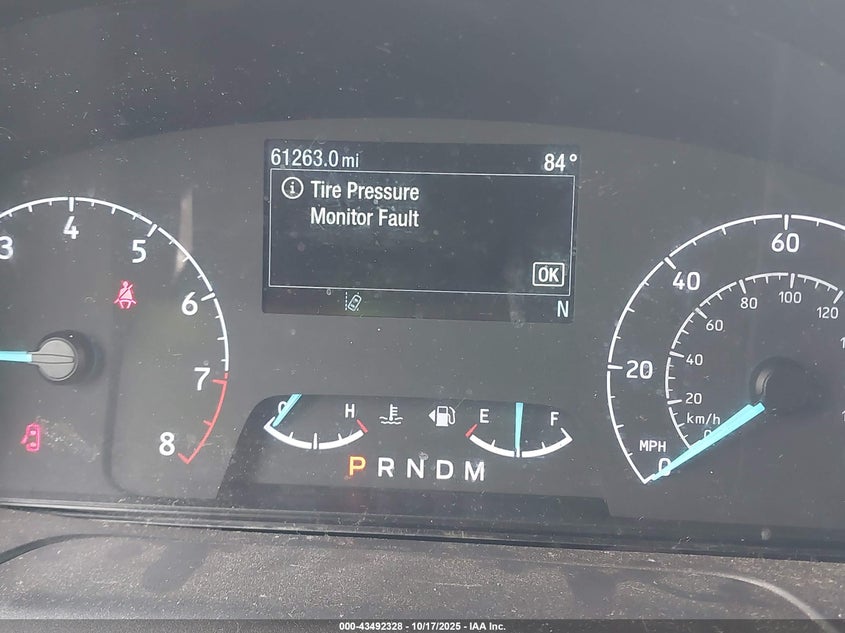 61263.0 mi 84°
Tire Pressure
Monitor Fault
OK
N
3 4 5 6 7 8
C H E F
P R N D M
20 40 60
20 40 60 80 100 120
km/h
MPH
0
000-43492328 - 10/17/2025 - IAA Inc.